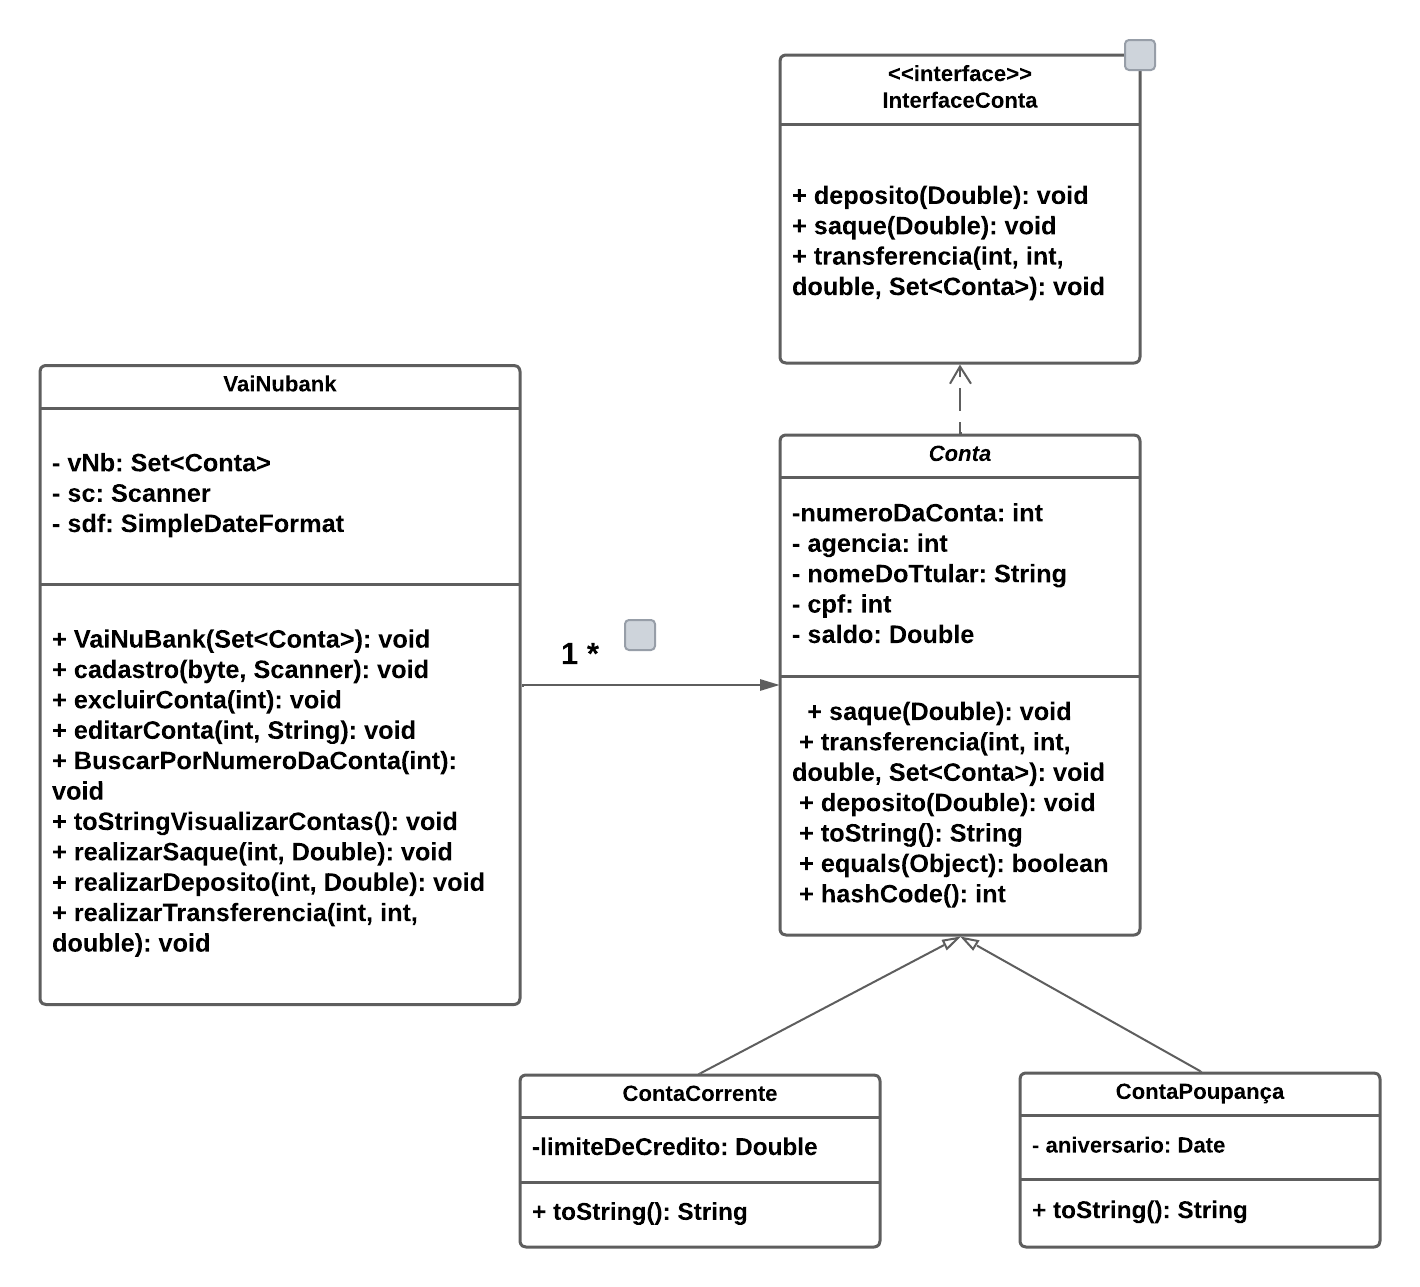 <<interface>>
InterfaceConta
+ deposito(Double): void
+ saque(Double): void
+ transferencia(int, int,
double, Set<Conta>): void
VaiNubank
- vNb: Set<Conta>
- sc: Scanner
- sdf: SimpleDateFormat
+ VaiNuBank(Set<Conta>): void
+ cadastro(byte, Scanner): void
+ excluirConta(int): void
+ editarConta(int, String): void
+ BuscarPorNumeroDaConta(int):
void
+ toStringVisualizarContas(): void
+ realizarSaque(int, Double): void
+ realizarDeposito(int, Double): void
+ realizarTransferencia(int, int,
double): void
1 *
Conta
-numeroDaConta: int
- agencia: int
- nomeDoTtular: String
- cpf: int
- saldo: Double
+ saque(Double): void
+ transferencia(int, int,
double, Set<Conta>): void
+ deposito(Double): void
+ toString(): String
+ equals(Object): boolean
+ hashCode(): int
ContaCorrente
-limiteDeCredito: Double
+ toString(): String
ContaPoupança
- aniversario: Date
+ toString(): String